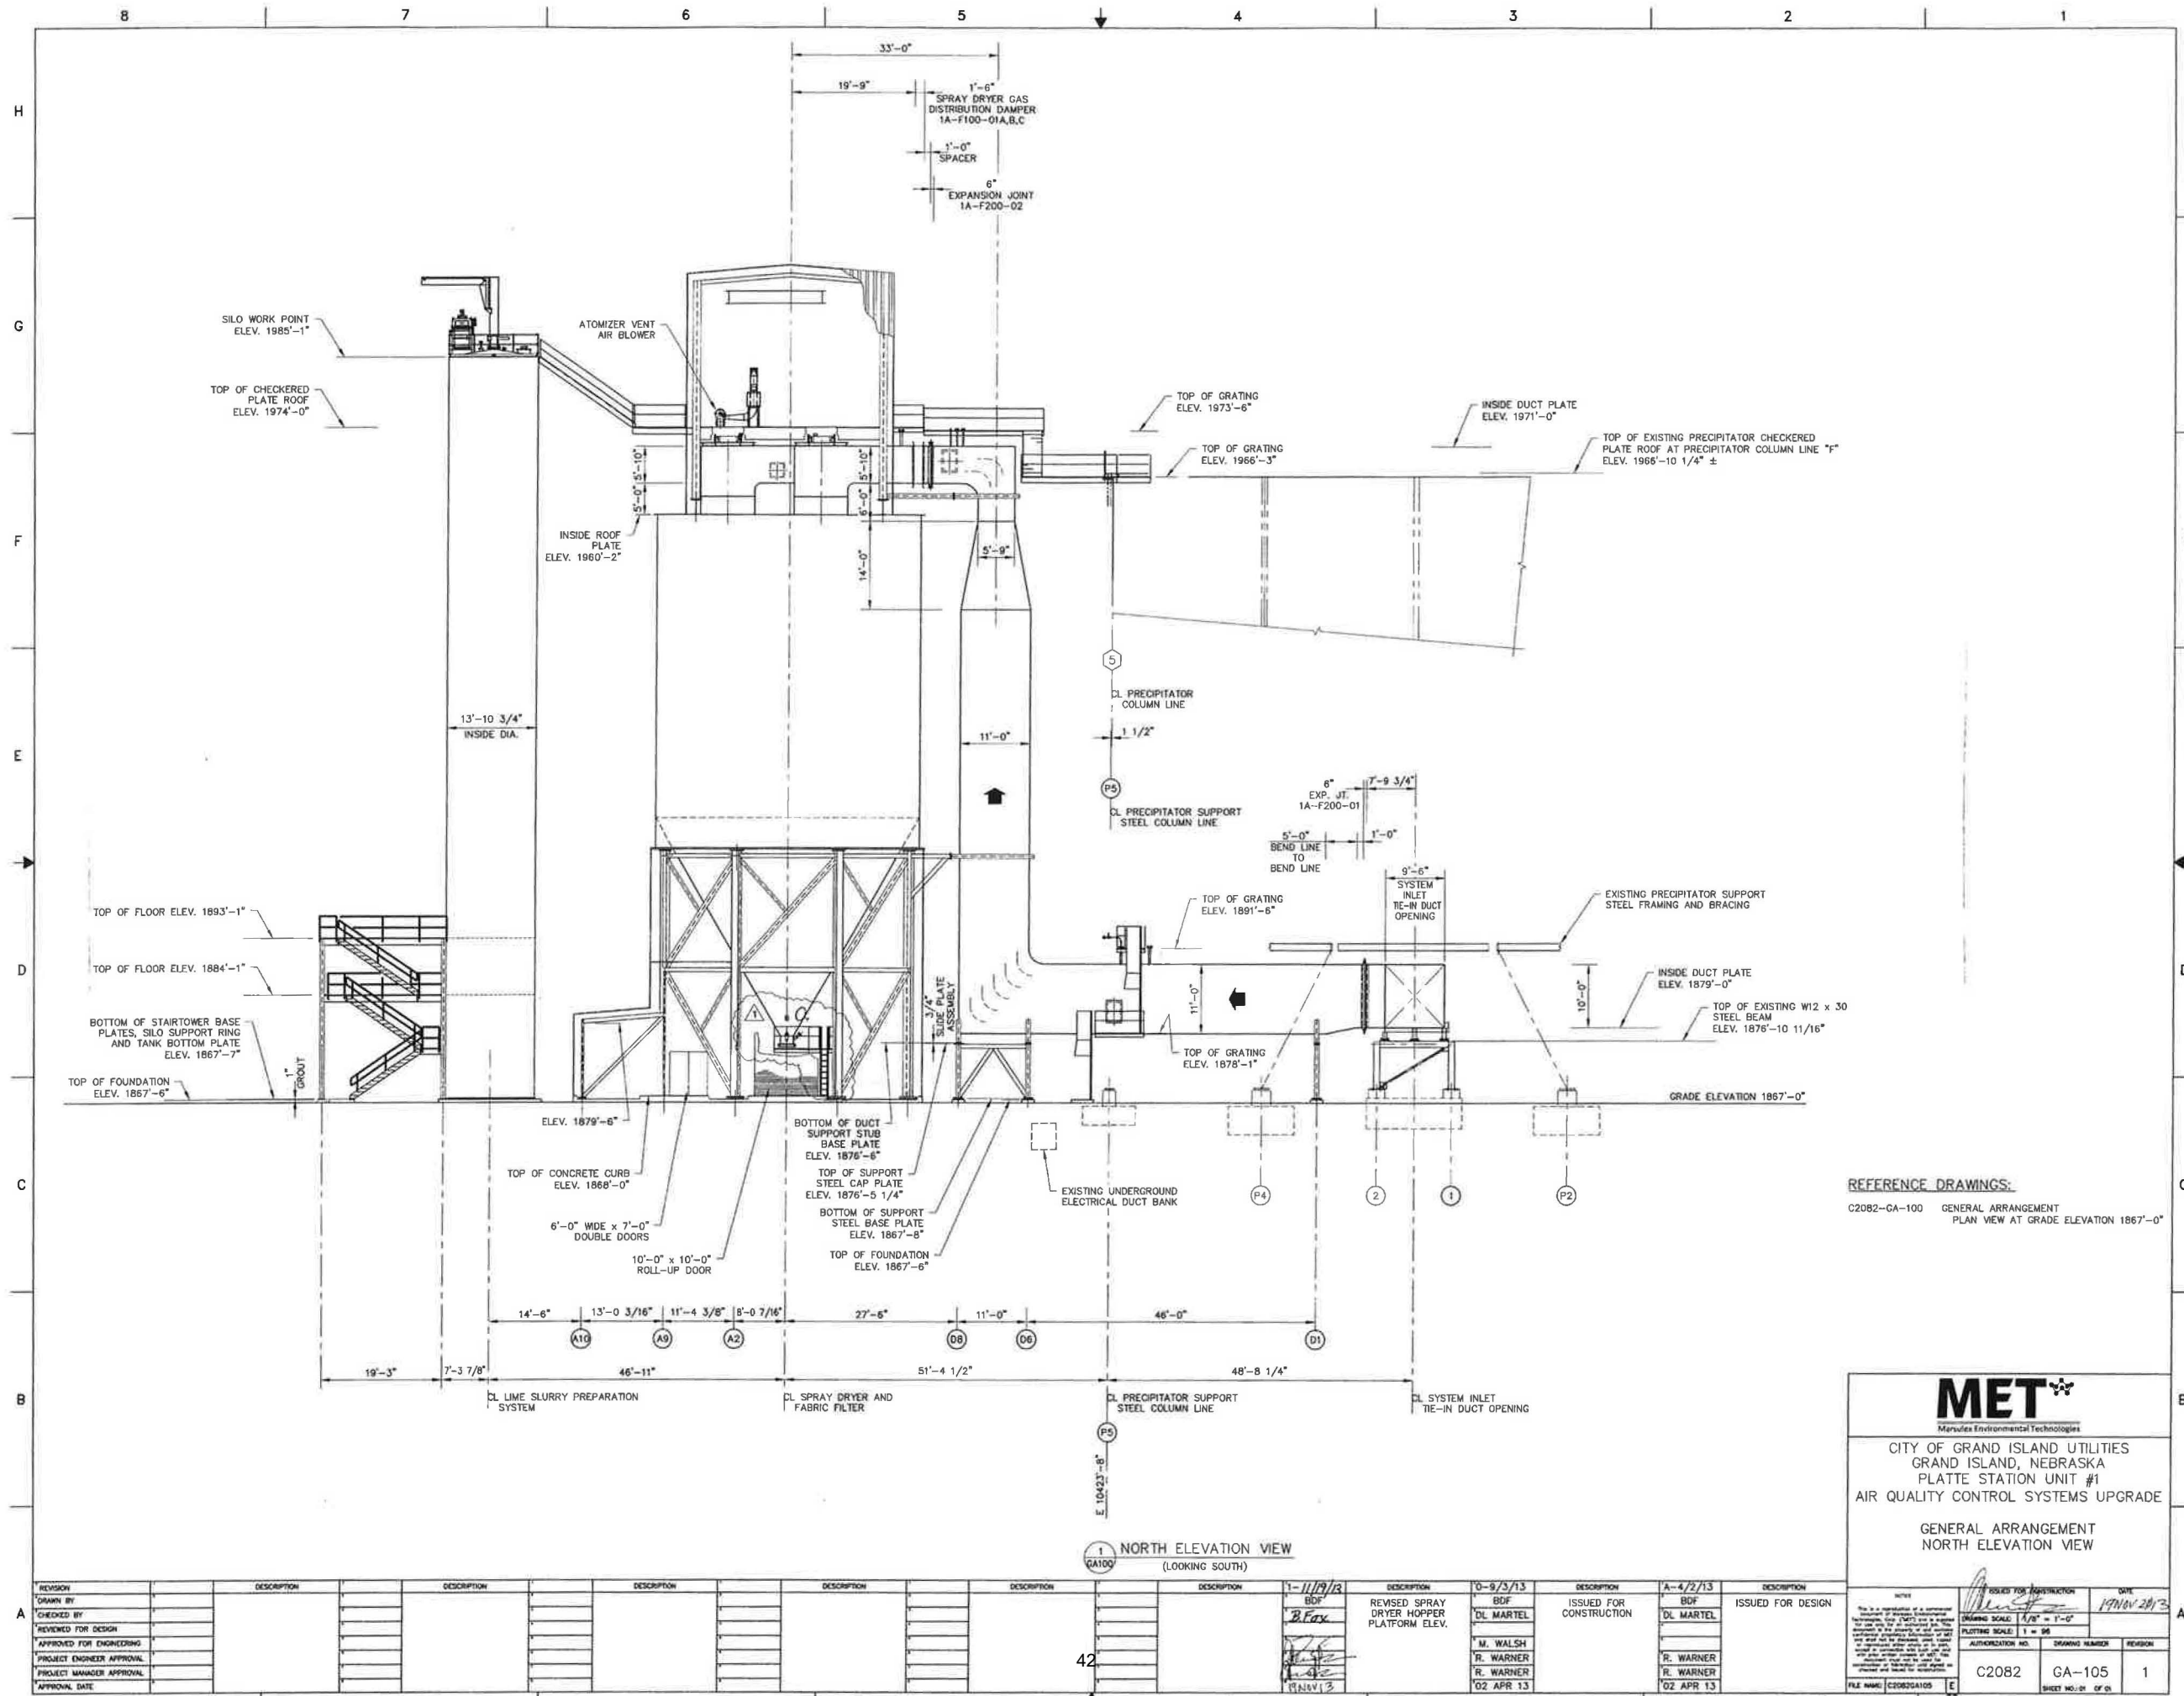 8 7 6 5 4 3 2 1
33'-0"
19'-9"
1'-6"
SPRAY DRYER GAS
DISTRIBUTION DAMPER
1A-F100-01A,B,C
1'-0"
SPACER
6"
EXPANSION JOINT
1A-F200-02
H
G
F
E
D
C
B
A
SILO WORK POINT
ELEV. 1985'-1"
ATOMIZER VENT
AIR BLOWER
TOP OF CHECKERED
PLATE ROOF
ELEV. 1974'-0"
TOP OF GRATING
ELEV. 1973'-6"
INSIDE DUCT PLATE
ELEV. 1971'-0"
TOP OF GRATING
ELEV. 1966'-3"
TOP OF EXISTING PRECIPITATOR CHECKERED
PLATE ROOF AT PRECIPITATOR COLUMN LINE "F"
ELEV. 1965'-10 1/4" ±
5'-10"
5'-0"
5'-10"
6'-0"
14'-0"
5'-9"
INSIDE ROOF
PLATE
ELEV. 1960'-2"
5
CL PRECIPITATOR
COLUMN LINE
1 1/2"
P5
CL PRECIPITATOR SUPPORT
STEEL COLUMN LINE
13'-10 3/4"
INSIDE DIA.
11'-0"
6"
EXP. JT.
1A-F200-01
7'-9 3/4"
5'-0"
BEND LINE
TO
BEND LINE
1'-0"
9'-6"
SYSTEM
INLET
TIE-IN DUCT
OPENING
EXISTING PRECIPITATOR SUPPORT
STEEL FRAMING AND BRACING
TOP OF GRATING
ELEV. 1891'-6"
TOP OF FLOOR ELEV. 1893'-1"
TOP OF FLOOR ELEV. 1884'-1"
BOTTOM OF STAIRTOWER BASE
PLATES, SILO SUPPORT RING
AND TANK BOTTOM PLATE
ELEV. 1867'-7"
1"
GROUT
TOP OF FOUNDATION
ELEV. 1867'-6"
1
3/4"
SLIDE PLATE
ASSEMBLY
11'-0"
10'-0"
INSIDE DUCT PLATE
ELEV. 1879'-0"
TOP OF EXISTING W12 x 30
STEEL BEAM
ELEV. 1876'-10 11/16"
TOP OF GRATING
ELEV. 1878'-1"
GRADE ELEVATION 1867'-0"
ELEV. 1879'-6"
TOP OF CONCRETE CURB
ELEV. 1868'-0"
6'-0" WIDE x 7'-0"
DOUBLE DOORS
10'-0" x 10'-0"
ROLL-UP DOOR
BOTTOM OF DUCT
SUPPORT STUB
BASE PLATE
ELEV. 1876'-6"
TOP OF SUPPORT
STEEL CAP PLATE
ELEV. 1876'-5 1/4"
BOTTOM OF SUPPORT
STEEL BASE PLATE
ELEV. 1867'-8"
TOP OF FOUNDATION
ELEV. 1867'-6"
EXISTING UNDERGROUND
ELECTRICAL DUCT BANK
P4 2 1 P2
REFERENCE DRAWINGS:
C2082-GA-100 GENERAL ARRANGEMENT
PLAN VIEW AT GRADE ELEVATION 1867'-0"
14'-6" 13'-0 3/16" 11'-4 3/8" 8'-0 7/16" 27'-6" 11'-0" 46'-0"
A10 A9 A2 D8 D6 D1
19'-3" 7'-3 7/8" 46'-11" 51'-4 1/2" 48'-8 1/4"
CL LIME SLURRY PREPARATION
SYSTEM
CL SPRAY DRYER AND
FABRIC FILTER
CL PRECIPITATOR SUPPORT
STEEL COLUMN LINE
CL SYSTEM INLET
TIE-IN DUCT OPENING
P5
E 10423'-8"
1
GA100
NORTH ELEVATION VIEW
(LOOKING SOUTH)
MET
Marsulex Environmental Technologies
CITY OF GRAND ISLAND UTILITIES
GRAND ISLAND, NEBRASKA
PLATTE STATION UNIT #1
AIR QUALITY CONTROL SYSTEMS UPGRADE
GENERAL ARRANGEMENT
NORTH ELEVATION VIEW
REVISION DESCRIPTION DESCRIPTION DESCRIPTION DESCRIPTION DESCRIPTION DESCRIPTION 1-11/19/13 DESCRIPTION 0-9/3/13 DESCRIPTION A-4/2/13 DESCRIPTION
DRAWN BY BDF REVISED SPRAY BDF ISSUED FOR BDF ISSUED FOR DESIGN
CHECKED BY B.Fox DRYER HOPPER DL MARTEL CONSTRUCTION DL MARTEL
REVIEWED FOR DESIGN PLATFORM ELEV.
APPROVED FOR ENGINEERING M. WALSH
PROJECT ENGINEER APPROVAL R. WARNER R. WARNER
PROJECT MANAGER APPROVAL R. WARNER R. WARNER
APPROVAL DATE 19NOV13 02 APR 13 02 APR 13
42
NOTES
ISSUED FOR CONSTRUCTION DATE
19NOV2013
DRAWING SCALE: 1/8" = 1'-0"
PLOTTING SCALE: 1 = 96
AUTHORIZATION NO. DRAWING NUMBER REVISION
C2082 GA-105 1
FILE NAME: C2082GA105 E SHEET NO.: 01 OF 01